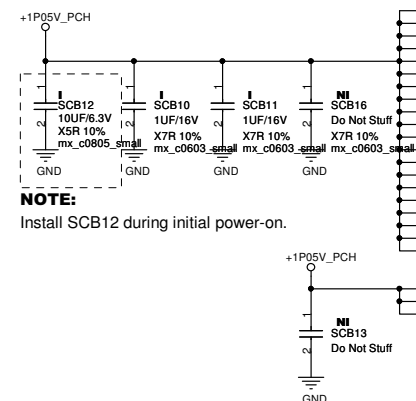 +1P05V_PCH
1
2
I
SCB12
10UF/6.3V
X5R 10%
mx_c0805_small
GND
1
2
I
SCB10
1UF/16V
X7R 10%
mx_c0603_small
GND
1
2
I
SCB11
1UF/16V
X7R 10%
mx_c0603_small
GND
1
2
NI
SCB16
Do Not Stuff
X7R 10%
mx_c0603_small
GND
NOTE:
Install SCB12 during initial power-on.
+1P05V_PCH
1
2
NI
SCB13
Do Not Stuff
GND